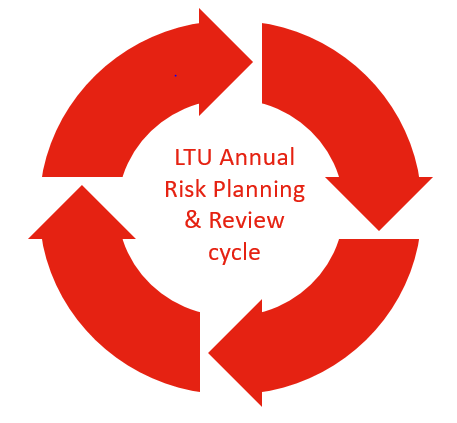 LTU Annual
Risk Planning
& Review
cycle